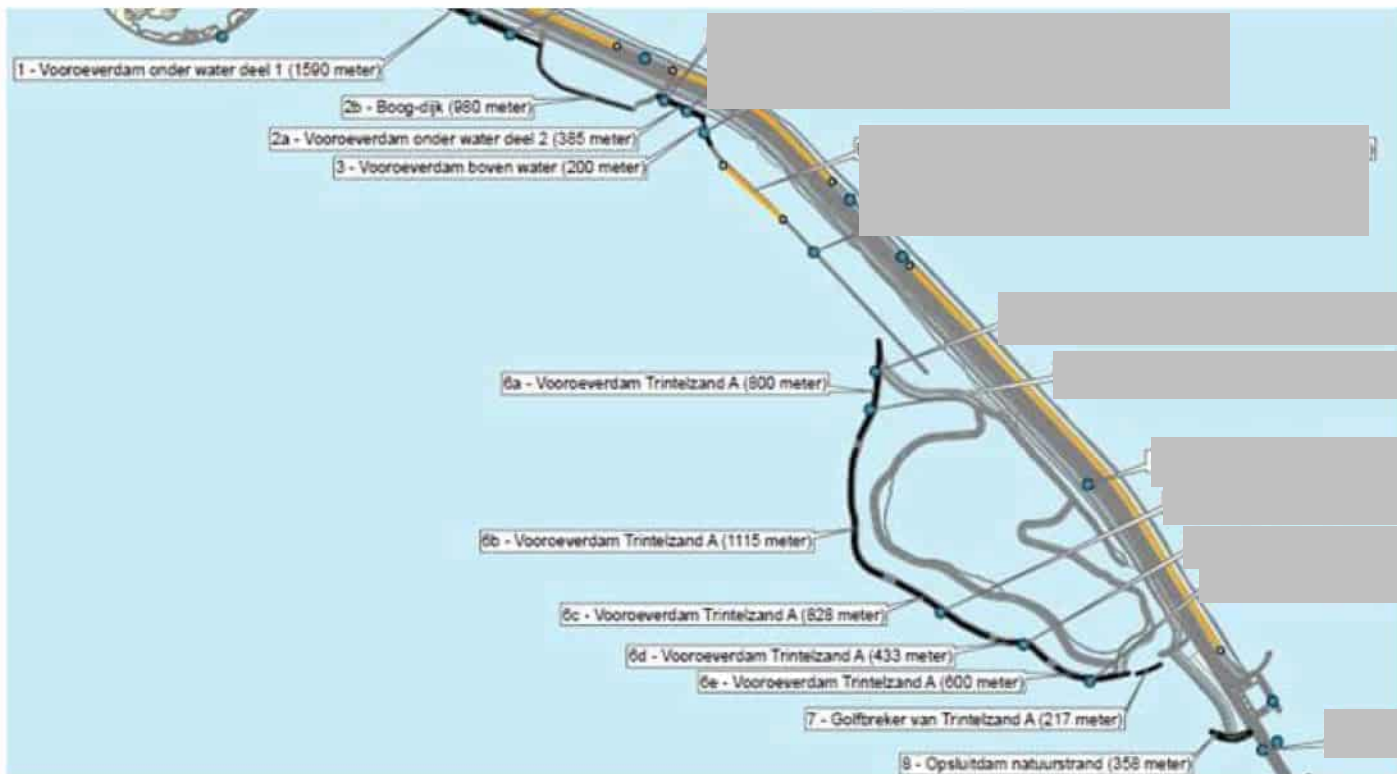 1 - Vooroeverdam onder water deel 1 (1590 meter)
2b - Boog-dijk (980 meter)
2a - Vooroeverdam onder water deel 2 (385 meter)
3 - Vooroeverdam boven water (200 meter)
6a - Vooroeverdam Trintelzand A (800 meter)
6b - Vooroeverdam Trintelzand A (1115 meter)
6c - Vooroeverdam Trintelzand A (828 meter)
6d - Vooroeverdam Trintelzand A (433 meter)
6e - Vooroeverdam Trintelzand A (600 meter)
7 - Golfbreker van Trintelzand A (217 meter)
8 - Opsluitdam natuurstrand (358 meter)